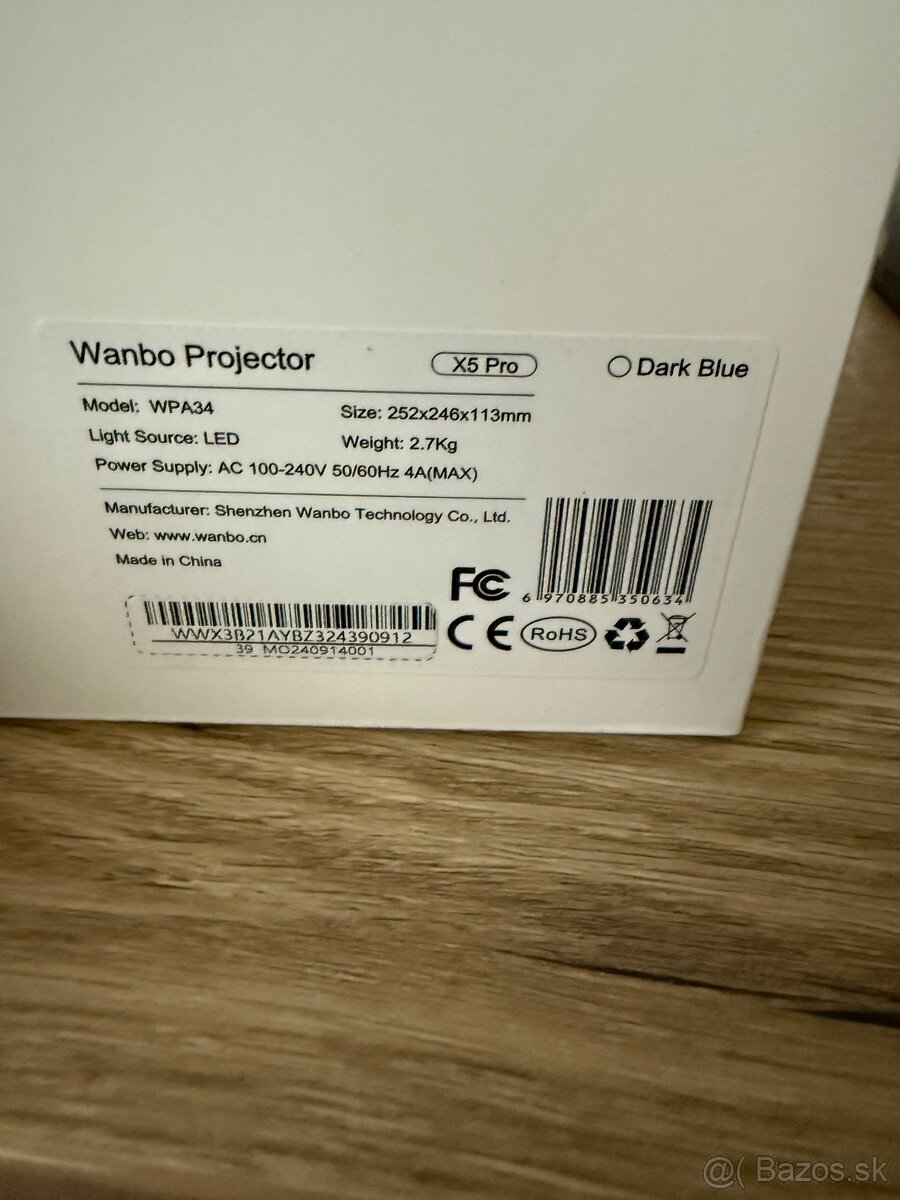 Wanbo Projector X5 Pro Dark Blue
Model: WPA34 Size: 252x246x113mm
Light Source: LED Weight: 2.7Kg
Power Supply: AC 100-240V 50/60Hz 4A(MAX)
Manufacturer: Shenzhen Wanbo Technology Co., Ltd.
Web: www.wanbo.cn
Made in China
6 970885 350634
WWX3B21AYBZ324390912
39 MO240914001
FC
CE RoHS
@( Bazos.sk